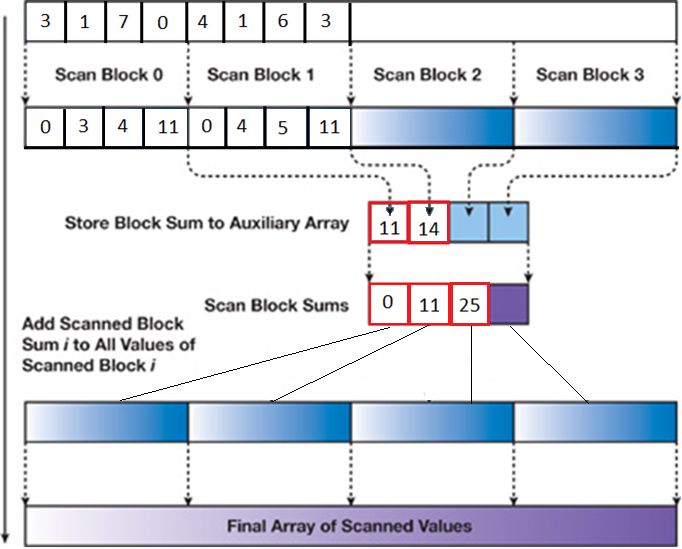 3 1 7 0 4 1 6 3
Scan Block 0 Scan Block 1 Scan Block 2 Scan Block 3
0 3 4 11 0 4 5 11
Store Block Sum to Auxiliary Array
11 14
Scan Block Sums
0 11 25
Add Scanned Block
Sum i to All Values of
Scanned Block i
Final Array of Scanned Values